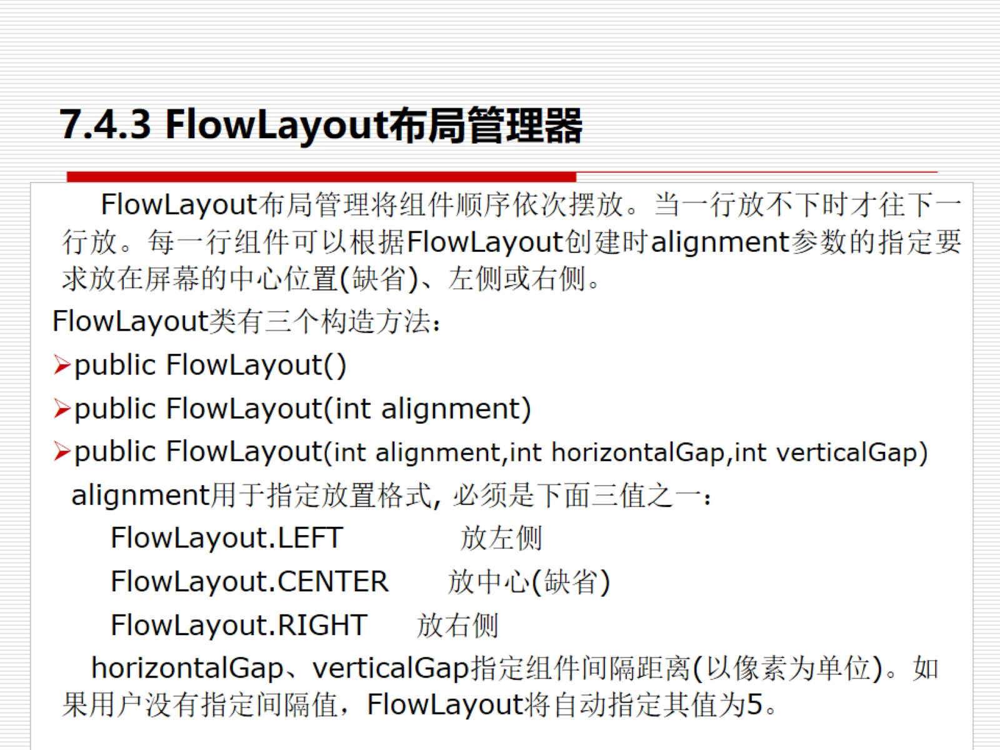 7.4.3 FlowLayout布局管理器
FlowLayout布局管理将组件顺序依次摆放。当一行放不下时才往下一
行放。每一行组件可以根据FlowLayout创建时alignment参数的指定要
求放在屏幕的中心位置(缺省)、左侧或右侧。
FlowLayout类有三个构造方法：
➢public FlowLayout()
➢public FlowLayout(int alignment)
➢public FlowLayout(int alignment,int horizontalGap,int verticalGap)
alignment用于指定放置格式, 必须是下面三值之一：
FlowLayout.LEFT 放左侧
FlowLayout.CENTER 放中心(缺省)
FlowLayout.RIGHT 放右侧
horizontalGap、verticalGap指定组件间隔距离(以像素为单位)。如
果用户没有指定间隔值，FlowLayout将自动指定其值为5。